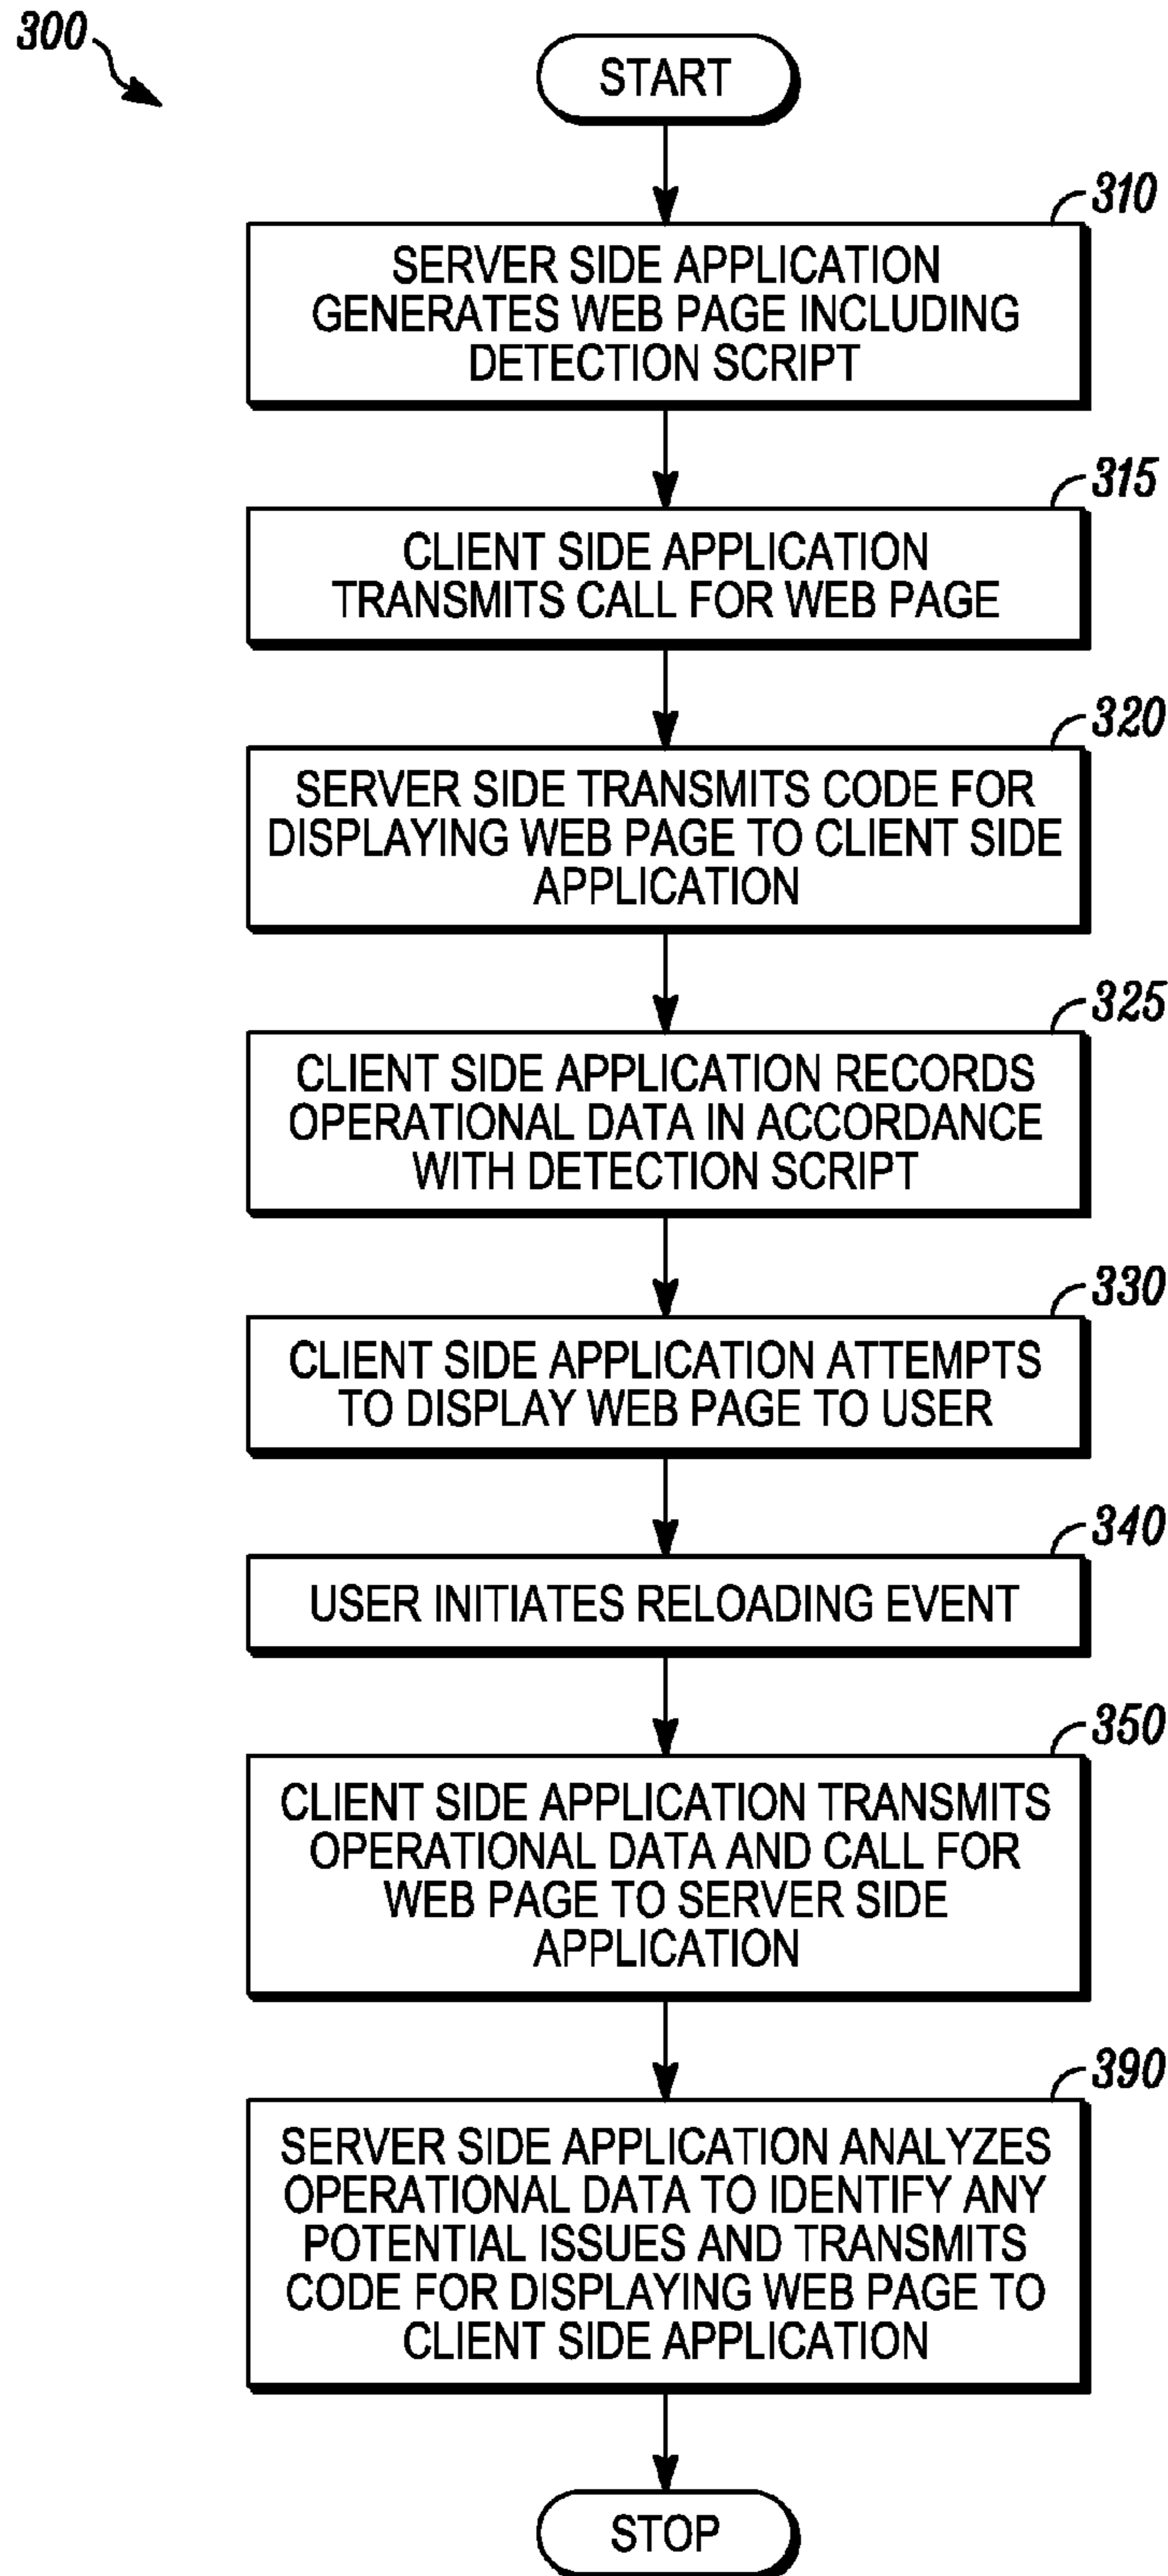 300
START
310
SERVER SIDE APPLICATION
GENERATES WEB PAGE INCLUDING
DETECTION SCRIPT
315
CLIENT SIDE APPLICATION
TRANSMITS CALL FOR WEB PAGE
320
SERVER SIDE TRANSMITS CODE FOR
DISPLAYING WEB PAGE TO CLIENT SIDE
APPLICATION
325
CLIENT SIDE APPLICATION RECORDS
OPERATIONAL DATA IN ACCORDANCE
WITH DETECTION SCRIPT
330
CLIENT SIDE APPLICATION ATTEMPTS
TO DISPLAY WEB PAGE TO USER
340
USER INITIATES RELOADING EVENT
350
CLIENT SIDE APPLICATION TRANSMITS
OPERATIONAL DATA AND CALL FOR
WEB PAGE TO SERVER SIDE
APPLICATION
390
SERVER SIDE APPLICATION ANALYZES
OPERATIONAL DATA TO IDENTIFY ANY
POTENTIAL ISSUES AND TRANSMITS
CODE FOR DISPLAYING WEB PAGE TO
CLIENT SIDE APPLICATION
STOP